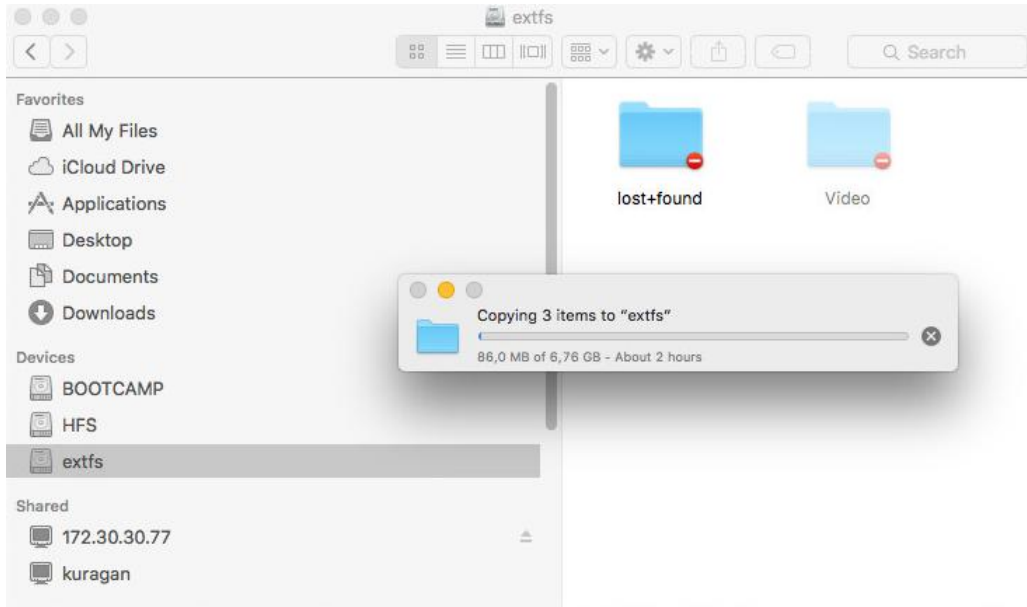 extfs
Search
Favorites
All My Files
iCloud Drive
Applications
Desktop
Documents
Downloads
Devices
BOOTCAMP
HFS
extfs
Shared
172.30.30.77
kuragan
lost+found
Video
Copying 3 items to “extfs”
86,0 MB of 6,76 GB - About 2 hours